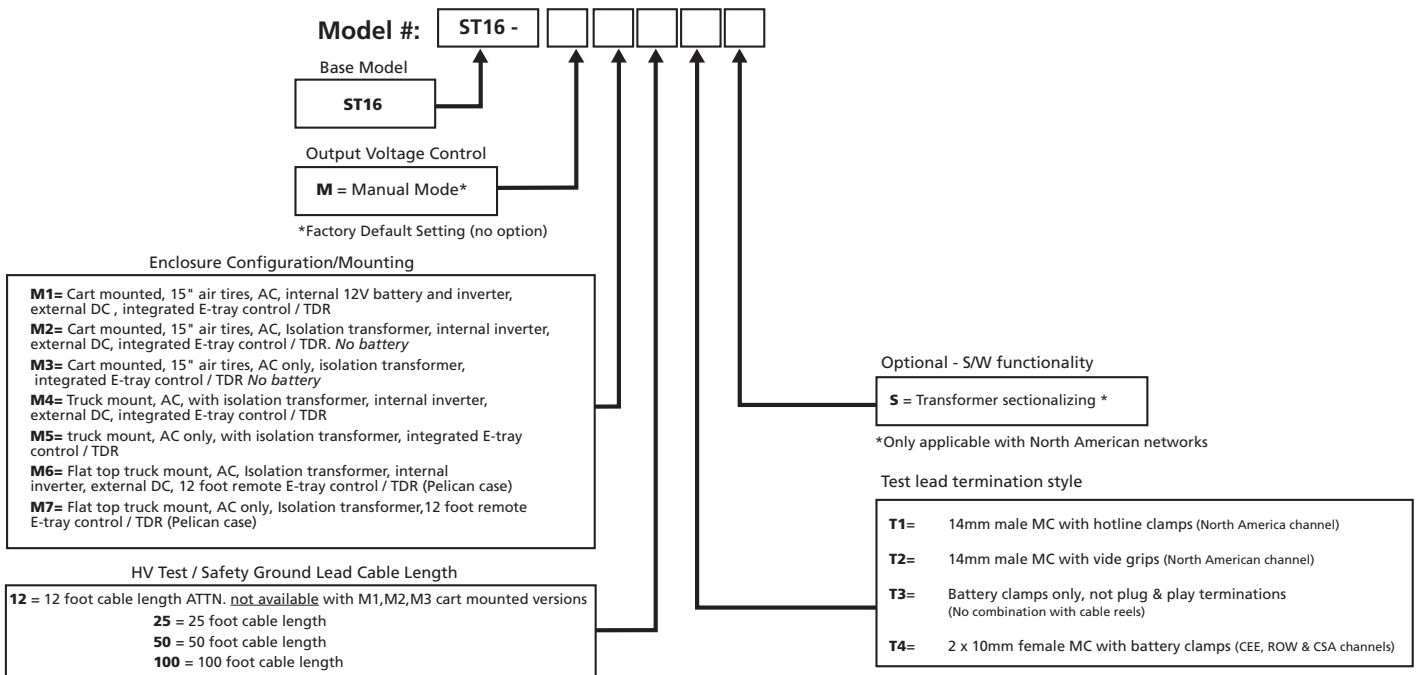 Model #: ST16 -
Base Model
ST16
Output Voltage Control
M = Manual Mode*
*Factory Default Setting (no option)
Enclosure Configuration/Mounting
M1= Cart mounted, 15" air tires, AC, internal 12V battery and inverter,
external DC , integrated E-tray control / TDR
M2= Cart mounted, 15" air tires, AC, Isolation transformer, internal inverter,
external DC, integrated E-tray control / TDR. No battery
M3= Cart mounted, 15" air tires, AC only, isolation transformer,
integrated E-tray control / TDR No battery
M4= Truck mount, AC, with isolation transformer, internal inverter,
external DC, integrated E-tray control / TDR
M5= truck mount, AC only, with isolation transformer, integrated E-tray
control / TDR
M6= Flat top truck mount, AC, Isolation transformer, internal
inverter, external DC, 12 foot remote E-tray control / TDR (Pelican case)
M7= Flat top truck mount, AC only, Isolation transformer,12 foot remote
E-tray control / TDR (Pelican case)
HV Test / Safety Ground Lead Cable Length
12 = 12 foot cable length ATTN. not available with M1,M2,M3 cart mounted versions
25 = 25 foot cable length
50 = 50 foot cable length
100 = 100 foot cable length
Optional - S/W functionality
S = Transformer sectionalizing *
*Only applicable with North American networks
Test lead termination style
T1= 14mm male MC with hotline clamps (North America channel)
T2= 14mm male MC with vide grips (North American channel)
T3= Battery clamps only, not plug & play terminations
(No combination with cable reels)
T4= 2 x 10mm female MC with battery clamps (CEE, ROW & CSA channels)